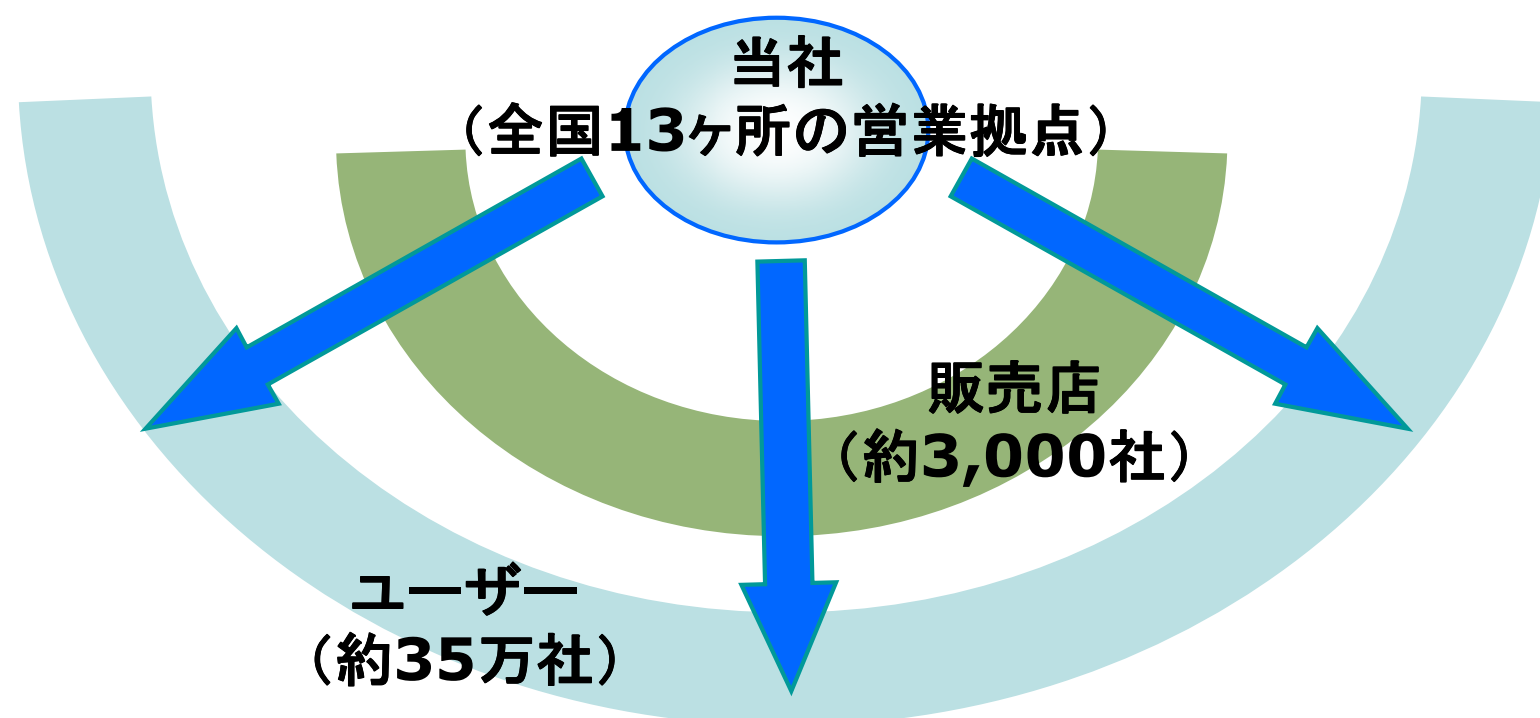 当社
（全国13ヶ所の営業拠点）
販売店
（約3,000社）
ユーザー
（約35万社）